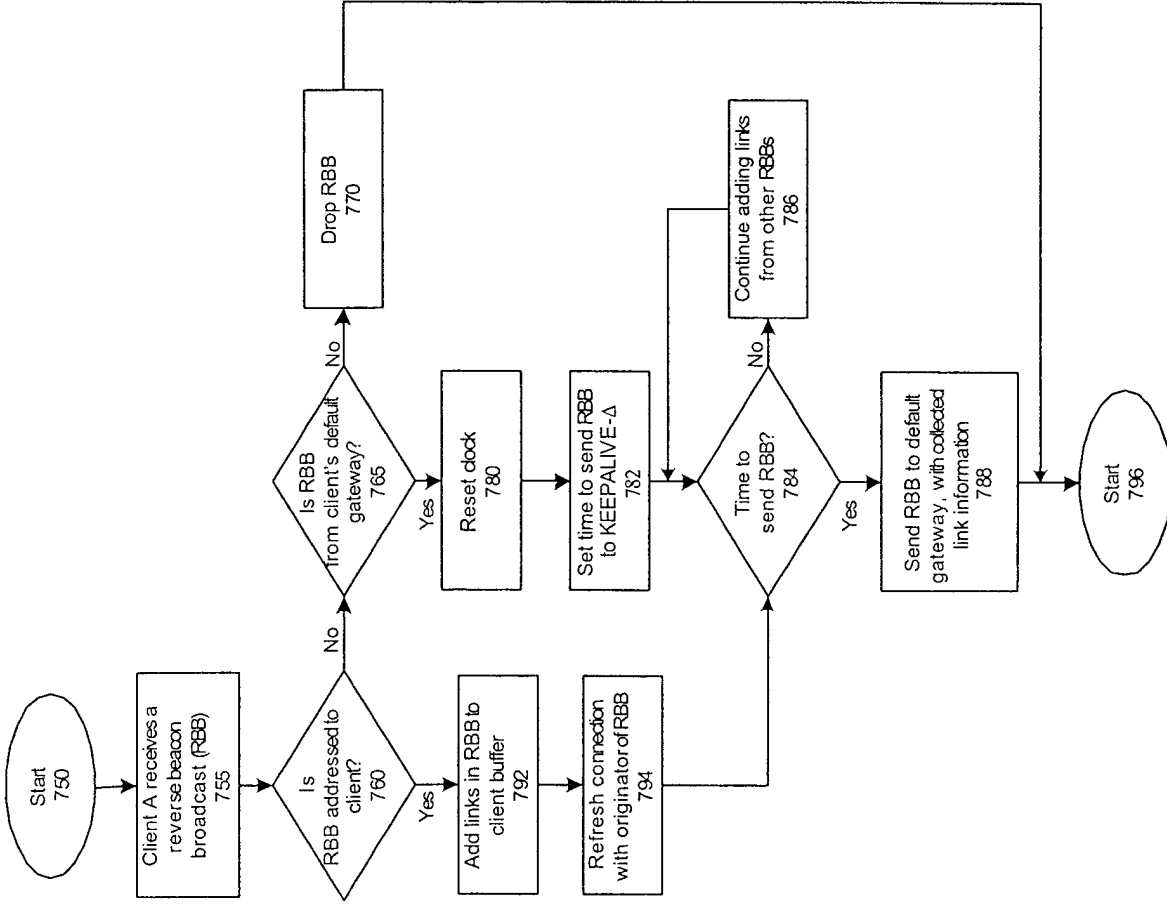 Start
750
Client A receives a
reverse beacon
broadcast (RBB)
755
Is
RBB addressed to
client?
760
No
Yes
Is RBB
from client's default
gateway?
765
No
Yes
Drop RBB
770
Add links in RBB to
client buffer
792
Refresh connection
with originator of RBB
794
Reset clock
780
Set time to send RBB
to KEEPALIVE-Δ
782
Time to
send RBB?
784
No
Yes
Continue adding links
from other RBBs
786
Send RBB to default
gateway, with collected
link information
788
Start
796